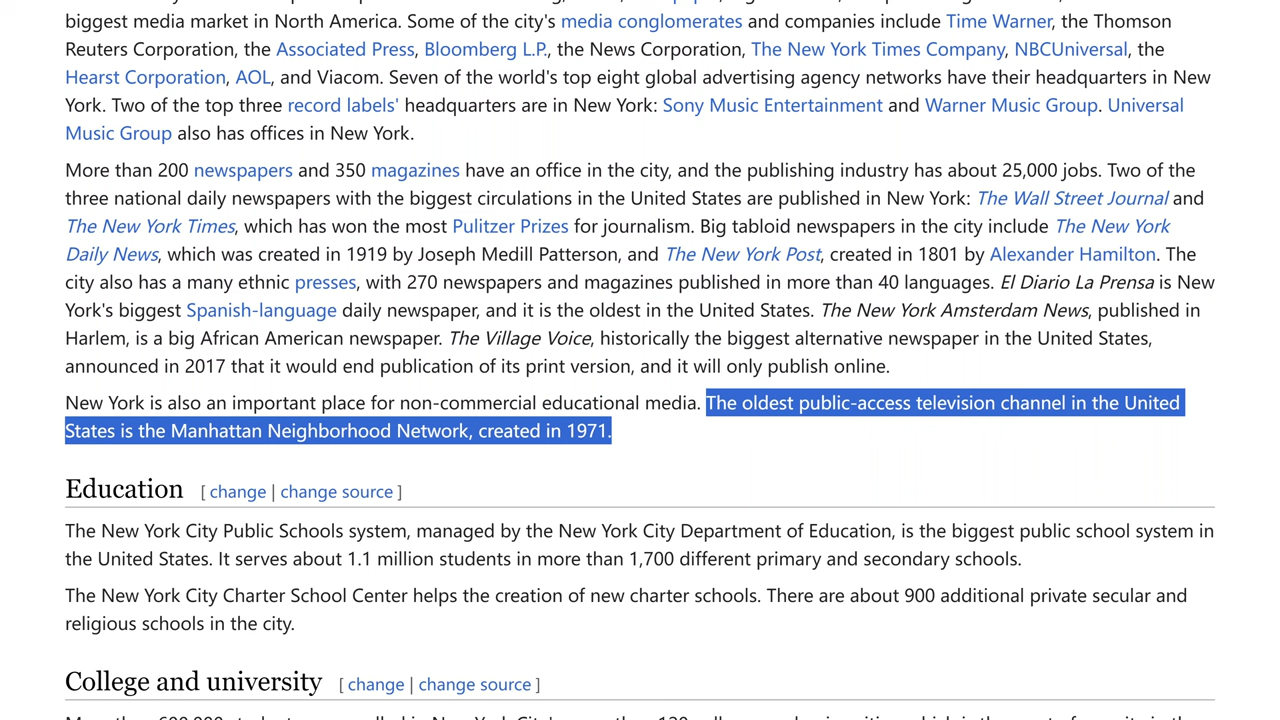 biggest media market in North America. Some of the city's media conglomerates and companies include Time Warner, the Thomson
Reuters Corporation, the Associated Press, Bloomberg L.P., the News Corporation, The New York Times Company, NBCUniversal, the
Hearst Corporation, AOL, and Viacom. Seven of the world's top eight global advertising agency networks have their headquarters in New
York. Two of the top three record labels' headquarters are in New York: Sony Music Entertainment and Warner Music Group. Universal
Music Group also has offices in New York.
More than 200 newspapers and 350 magazines have an office in the city, and the publishing industry has about 25,000 jobs. Two of the
three national daily newspapers with the biggest circulations in the United States are published in New York: The Wall Street Journal and
The New York Times, which has won the most Pulitzer Prizes for journalism. Big tabloid newspapers in the city include The New York
Daily News, which was created in 1919 by Joseph Medill Patterson, and The New York Post, created in 1801 by Alexander Hamilton. The
city also has a many ethnic presses, with 270 newspapers and magazines published in more than 40 languages. El Diario La Prensa is New
York's biggest Spanish-language daily newspaper, and it is the oldest in the United States. The New York Amsterdam News, published in
Harlem, is a big African American newspaper. The Village Voice, historically the biggest alternative newspaper in the United States,
announced in 2017 that it would end publication of its print version, and it will only publish online.
New York is also an important place for non-commercial educational media. The oldest public-access television channel in the United
States is the Manhattan Neighborhood Network, created in 1971.
Education [ change | change source ]
The New York City Public Schools system, managed by the New York City Department of Education, is the biggest public school system in
the United States. It serves about 1.1 million students in more than 1,700 different primary and secondary schools.
The New York City Charter School Center helps the creation of new charter schools. There are about 900 additional private secular and
religious schools in the city.
College and university [ change | change source ]